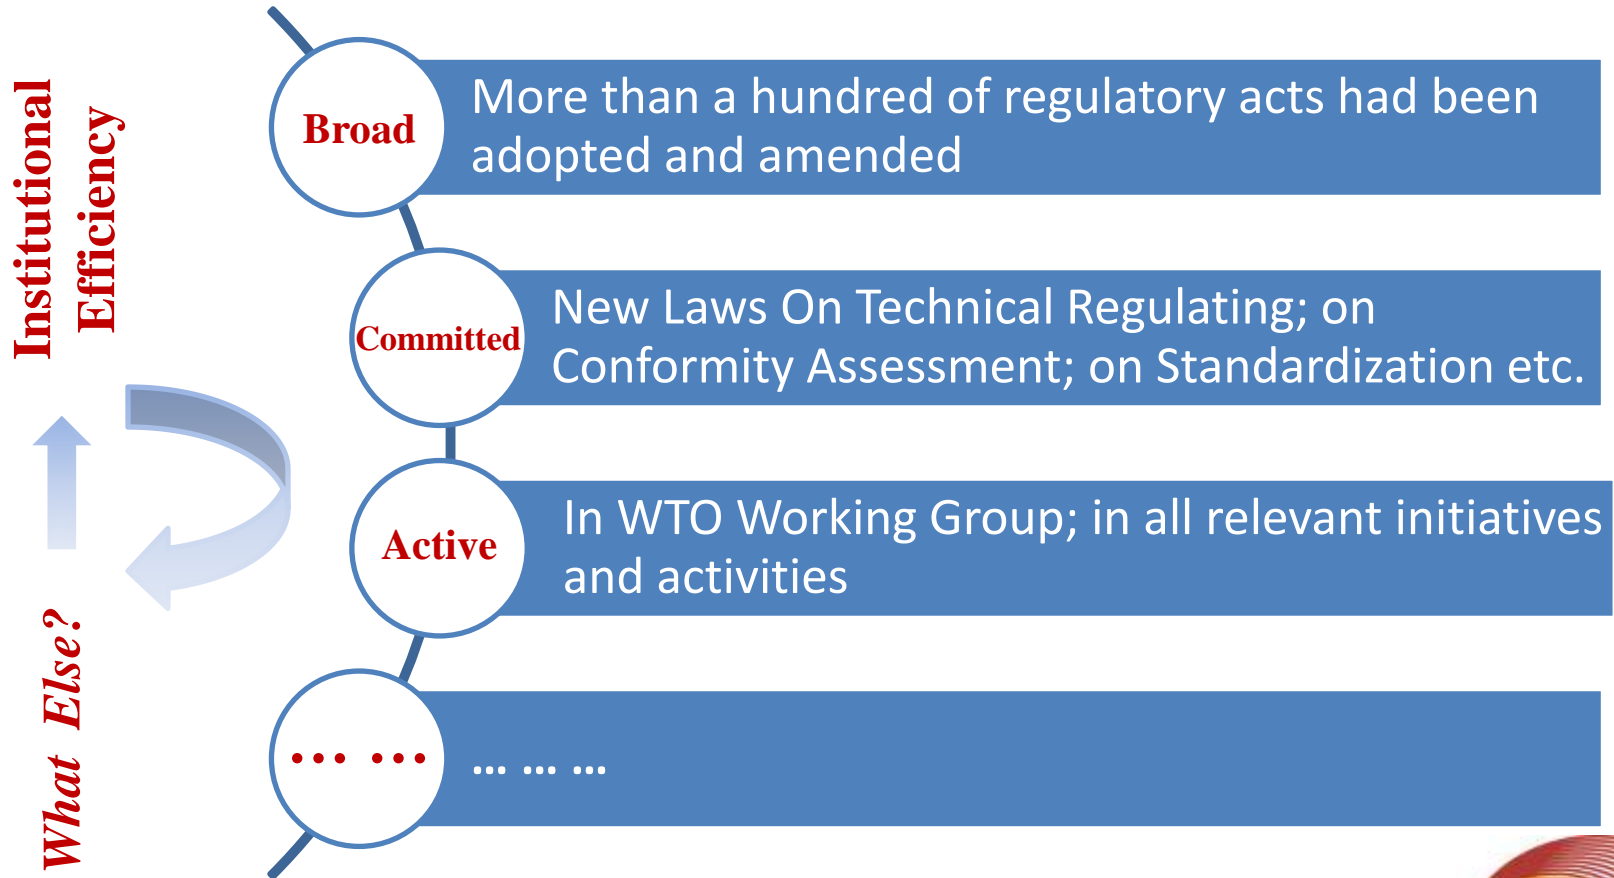 Institutional
Efficiency
What Else?
Broad
More than a hundred of regulatory acts had been
adopted and amended
Committed
New Laws On Technical Regulating; on
Conformity Assessment; on Standardization etc.
Active
In WTO Working Group; in all relevant initiatives
and activities
... ...
... ... ...